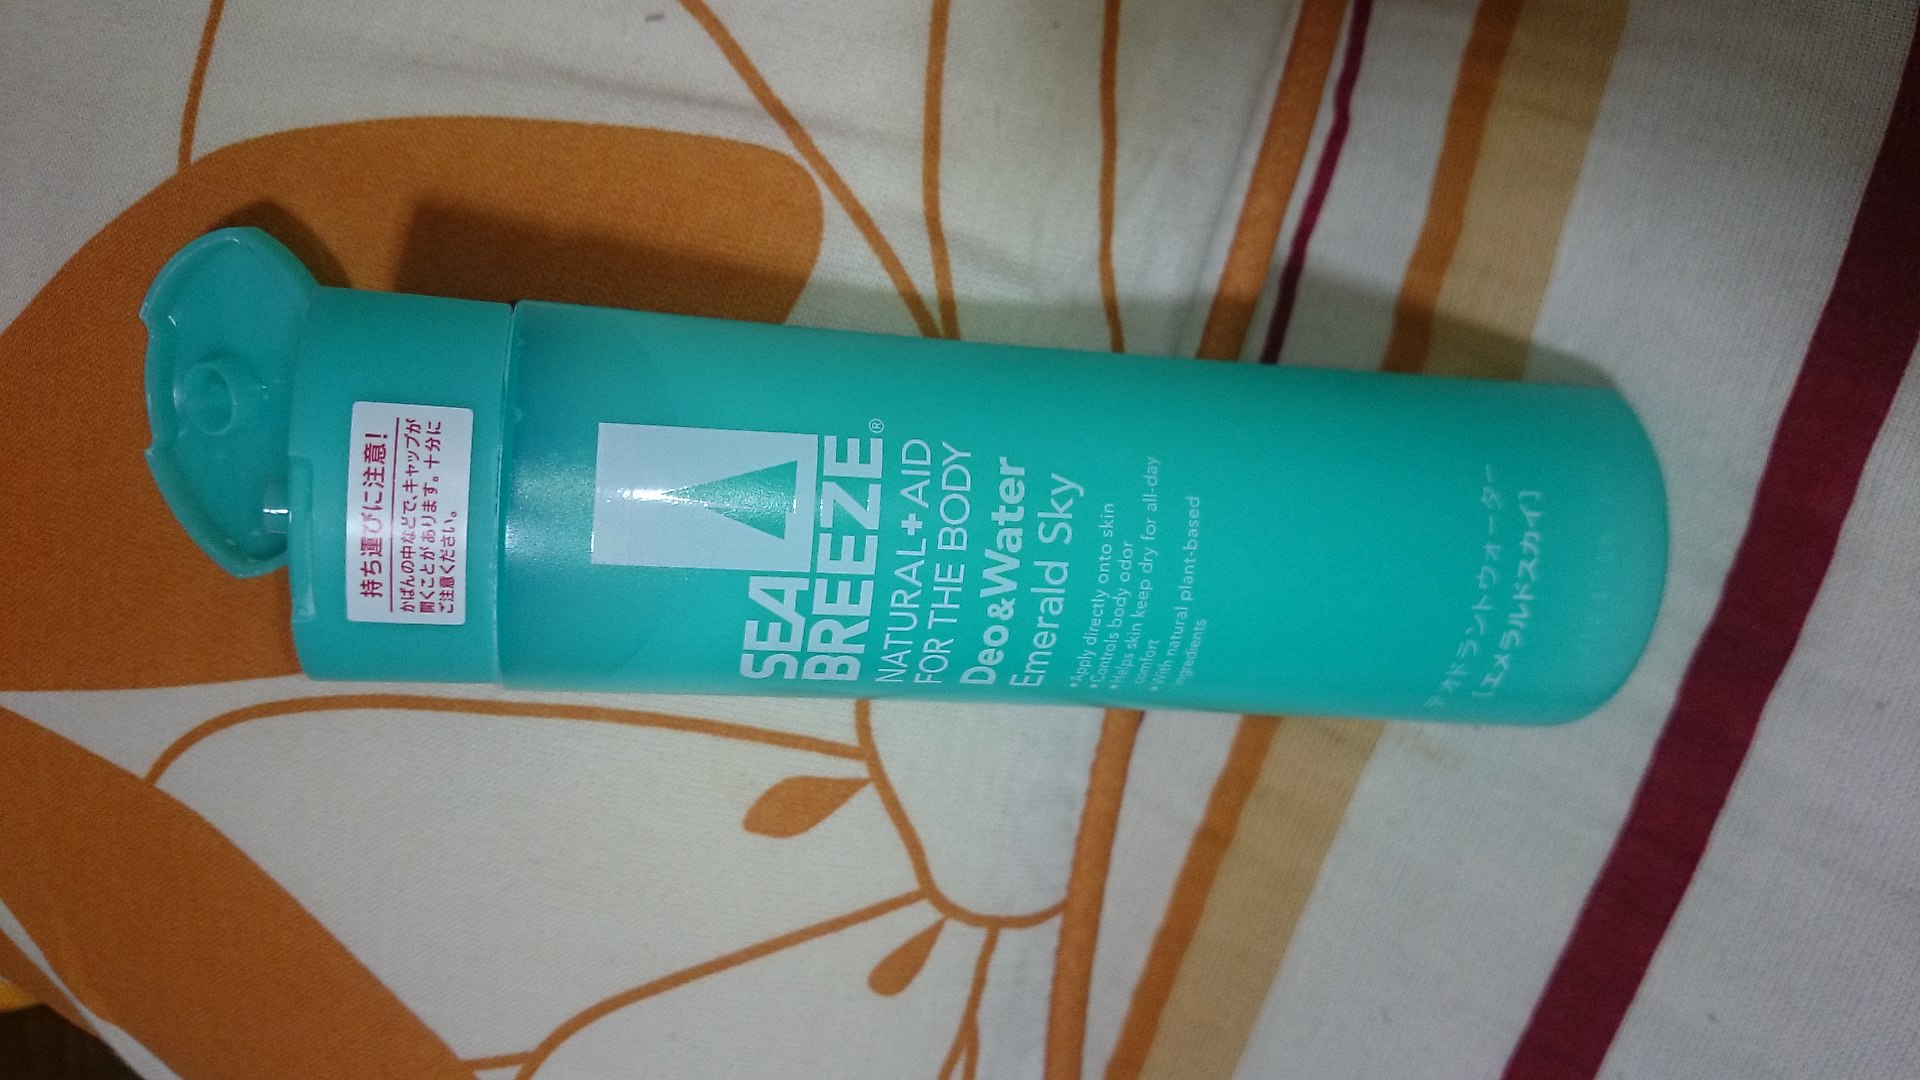 持ち運びに注意!
かばんの中などで、キャップが
開くことがあります。十分に
ご注意ください。
SEA
BREEZE®
NATURAL+AID
FOR THE BODY
Deo&Water
Emerald Sky
*Apply directly onto skin
*Controls body odor
*Helps skin keep dry for all-day
comfort
*With natural plant-based
ingredients
デオドラントウォーター
[エメラルドスカイ]